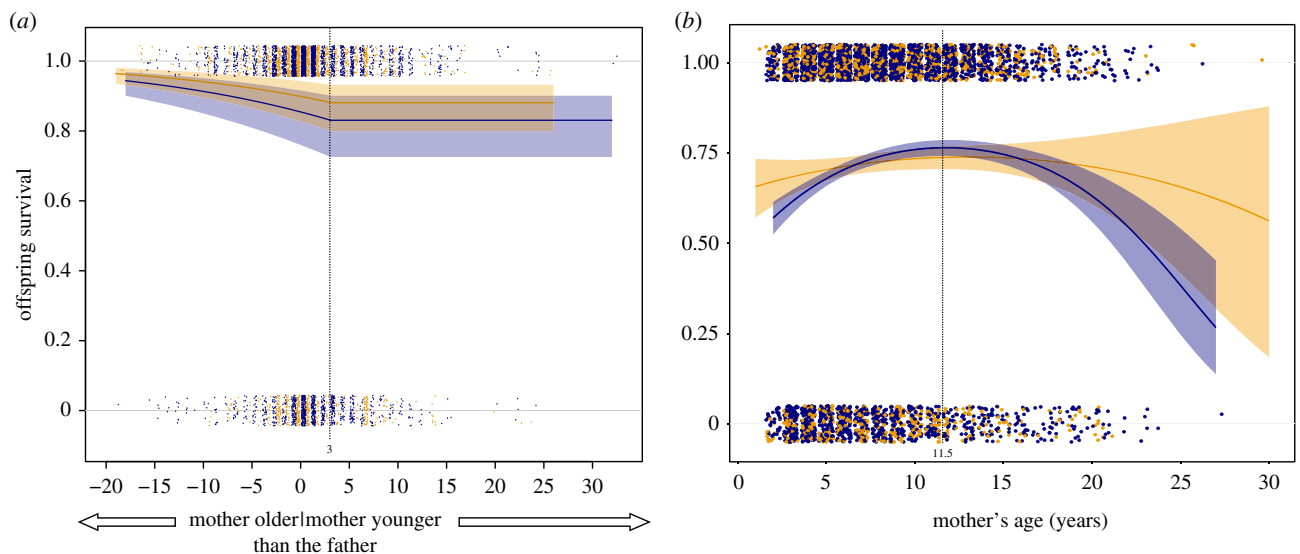 (a)
1.0
0.8
0.6
0.4
0.2
0
offspring survival
3
−20 −15 −10 −5 0 5 10 15 20 25 30
mother older|mother younger
than the father
(b)
1.00
0.75
0.50
0.25
0
11.5
0 5 10 15 20 25 30
mother's age (years)